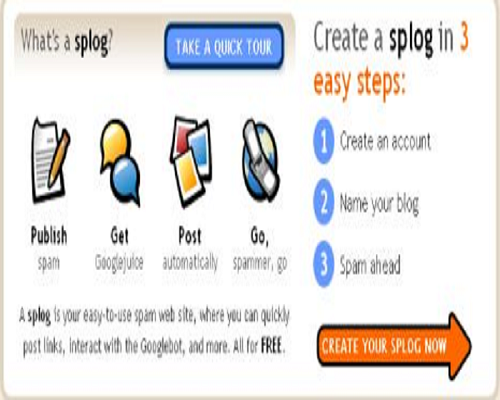 What's a splog?
TAKE A QUICK TOUR
Publish
spam
Get
Googlejuice
Post
automatically
Go,
spammer, go
A splog is your easy-to-use spam web site, where you can quickly
post links, interact with the Googlebot, and more. All for FREE.
Create a splog in 3
easy steps:
1 Create an account
2 Name your blog
3 Spam ahead
CREATE YOUR SPLOG NOW